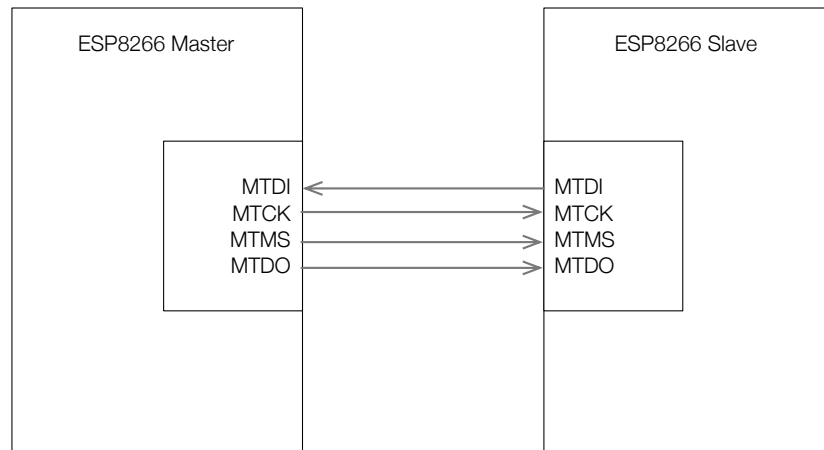 ESP8266 Master
ESP8266 Slave
MTDI
MTCK
MTMS
MTDO
MTDI
MTCK
MTMS
MTDO